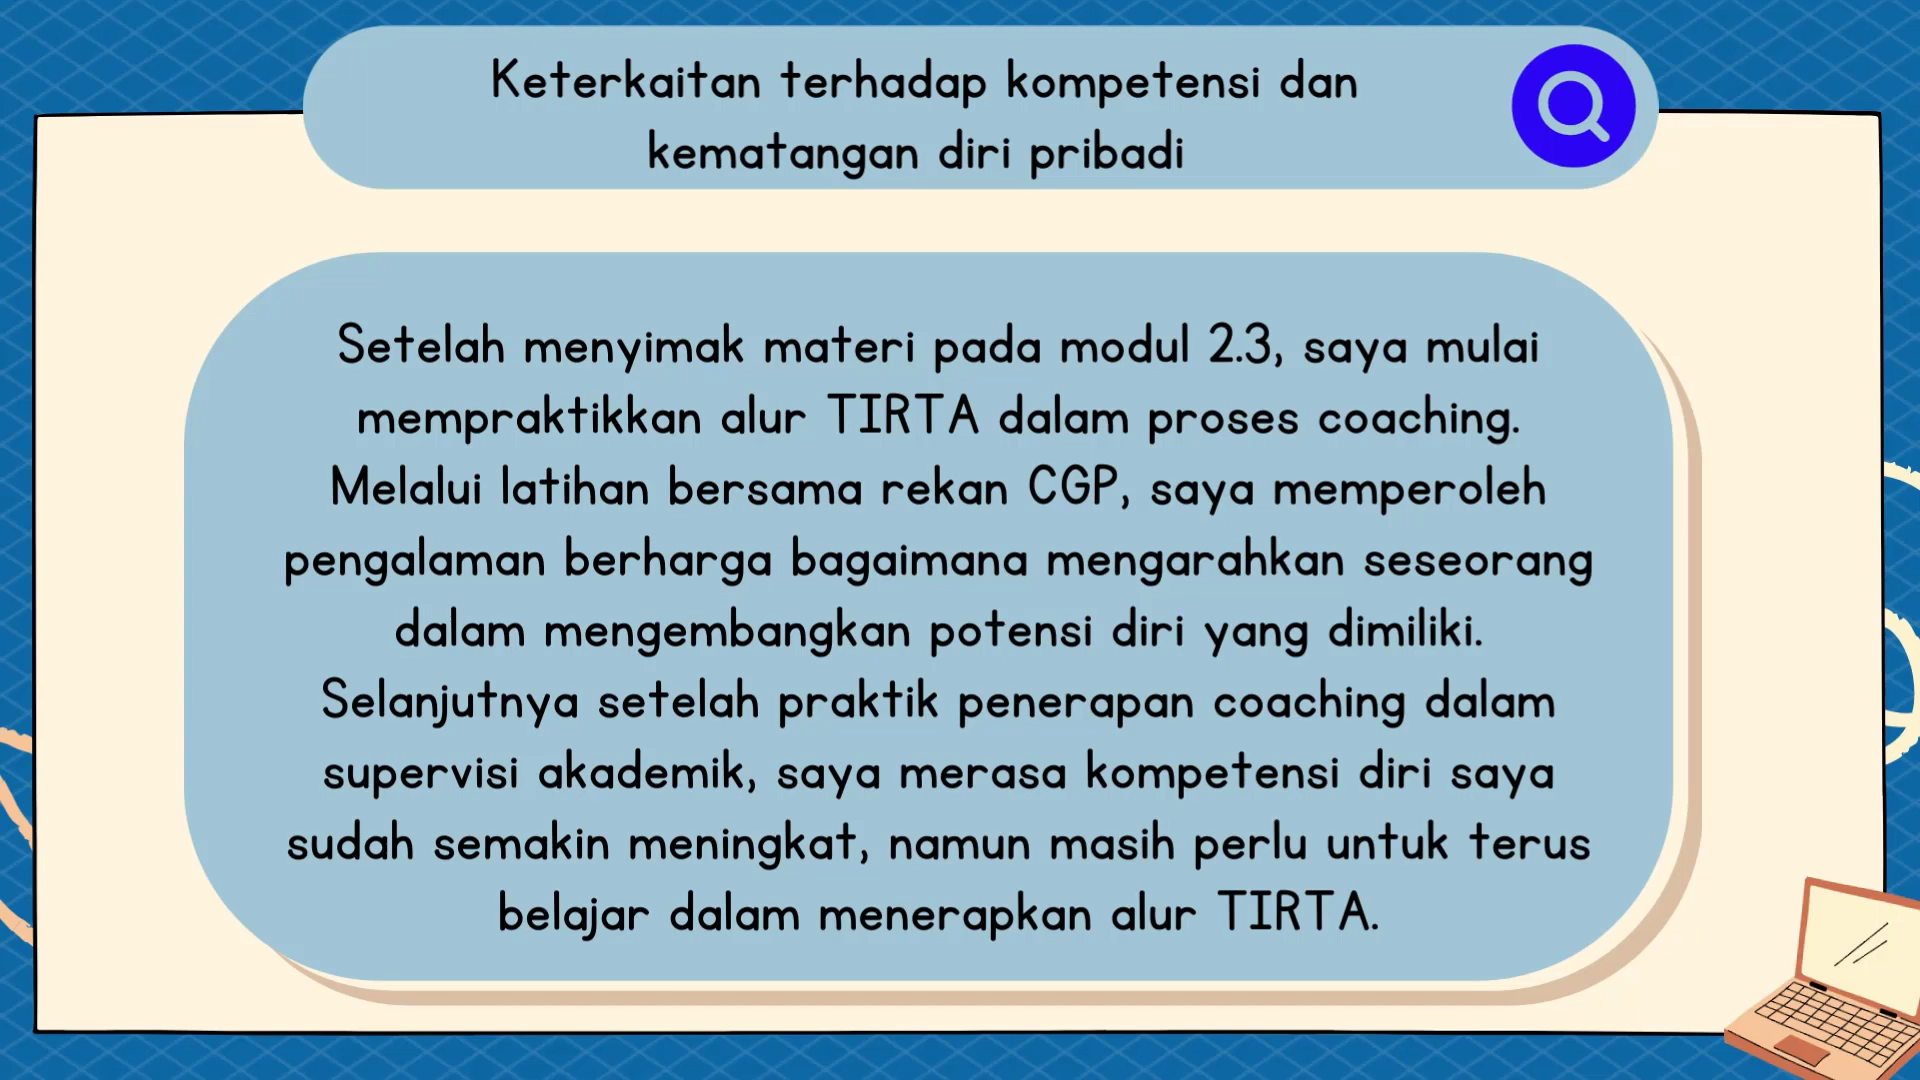 Keterkaitan terhadap kompetensi dan
kematangan diri pribadi
Setelah menyimak materi pada modul 2.3, saya mulai
mempraktikkan alur TIRTA dalam proses coaching.
Melalui latihan bersama rekan CGP, saya memperoleh
pengalaman berharga bagaimana mengarahkan seseorang
dalam mengembangkan potensi diri yang dimiliki.
Selanjutnya setelah praktik penerapan coaching dalam
supervisi akademik, saya merasa kompetensi diri saya
sudah semakin meningkat, namun masih perlu untuk terus
belajar dalam menerapkan alur TIRTA.